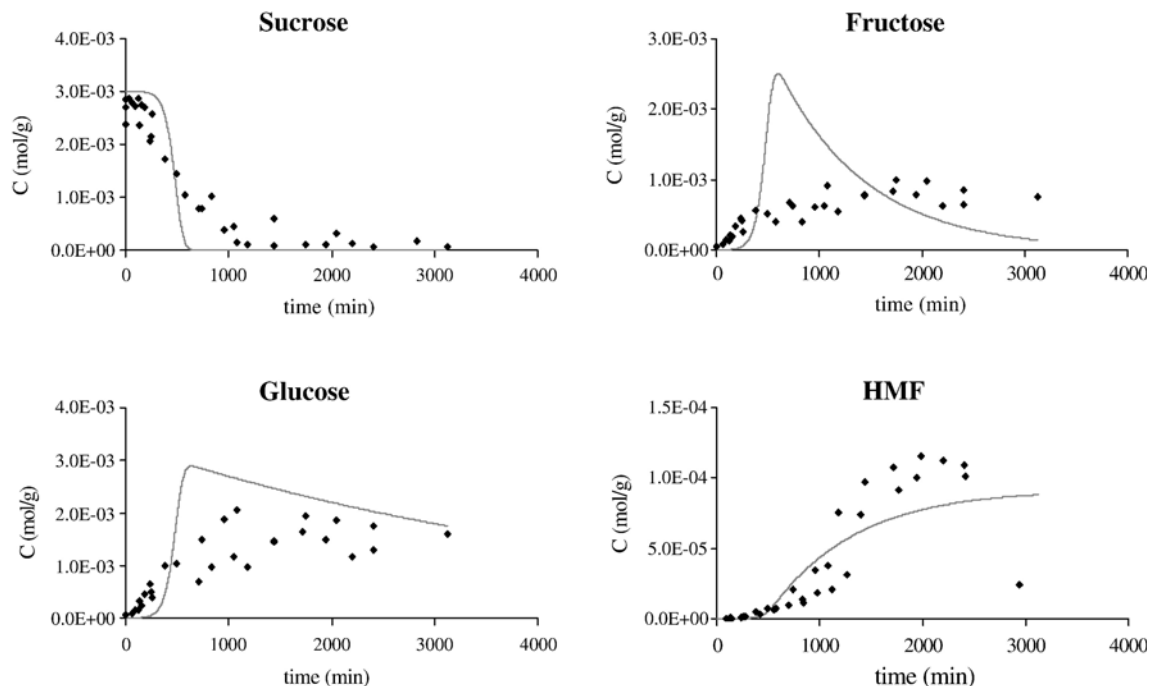 Sucrose
4.0E-03
3.0E-03
2.0E-03
1.0E-03
0.0E+00
C (mol/g)
0 1000 2000 3000 4000
time (min)
Fructose
3.0E-03
2.0E-03
1.0E-03
0.0E+00
C (mol/g)
0 1000 2000 3000 4000
time (min)
Glucose
4.0E-03
3.0E-03
2.0E-03
1.0E-03
0.0E+00
C (mol/g)
0 1000 2000 3000 4000
time (min)
HMF
1.5E-04
1.0E-04
5.0E-05
0.0E+00
C (mol/g)
0 1000 2000 3000 4000
time (min)